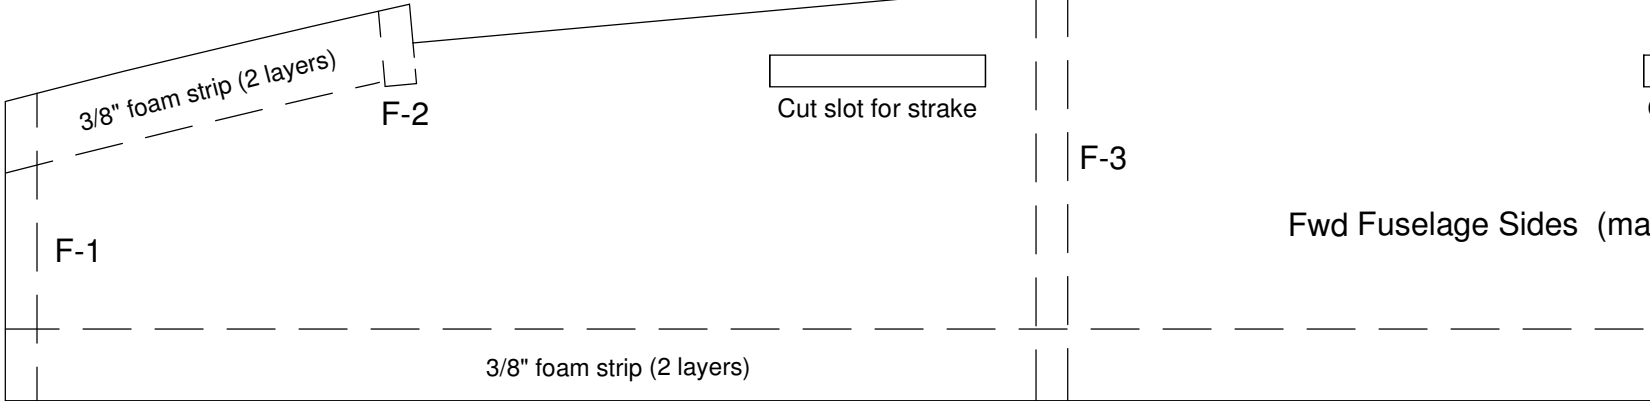 3/8" foam strip (2 layers)
F-2
Cut slot for strake
F-3
Fwd Fuselage Sides (ma
F-1
3/8" foam strip (2 layers)